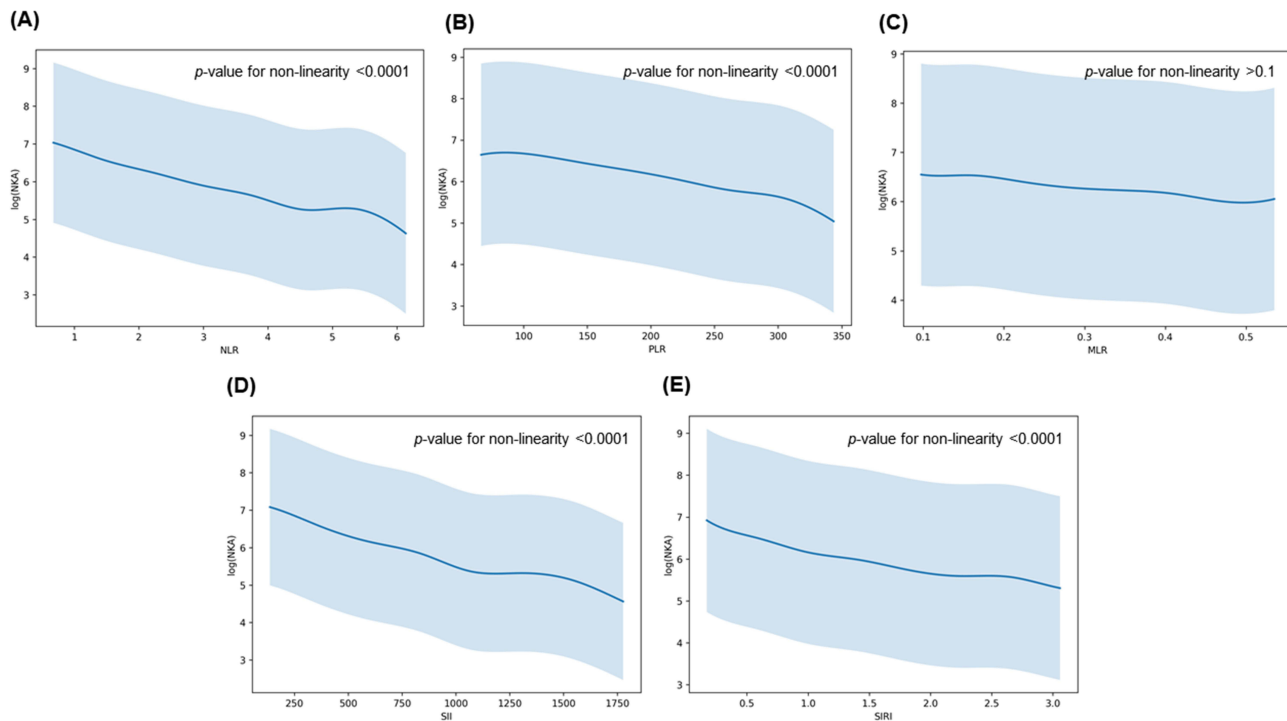 (A)
p-value for non-linearity <0.0001
9
8
7
6
5
4
3
log(NKA)
1 2 3 4 5 6
NLR
(B)
p-value for non-linearity <0.0001
9
8
7
6
5
4
3
log(NKA)
100 150 200 250 300 350
PLR
(C)
p-value for non-linearity >0.1
9
8
7
6
5
4
log(NKA)
0.1 0.2 0.3 0.4 0.5
MLR
(D)
p-value for non-linearity <0.0001
9
8
7
6
5
4
3
log(NKA)
250 500 750 1000 1250 1500 1750
SII
(E)
p-value for non-linearity <0.0001
9
8
7
6
5
4
3
log(NKA)
0.5 1.0 1.5 2.0 2.5 3.0
SIRI